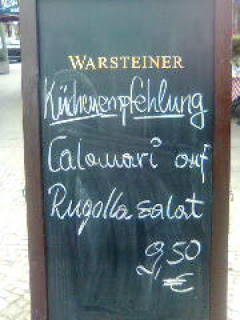 WARSTEINER
Küchenempfehlung
Calamari auf
Rugolla salat
9,50
€